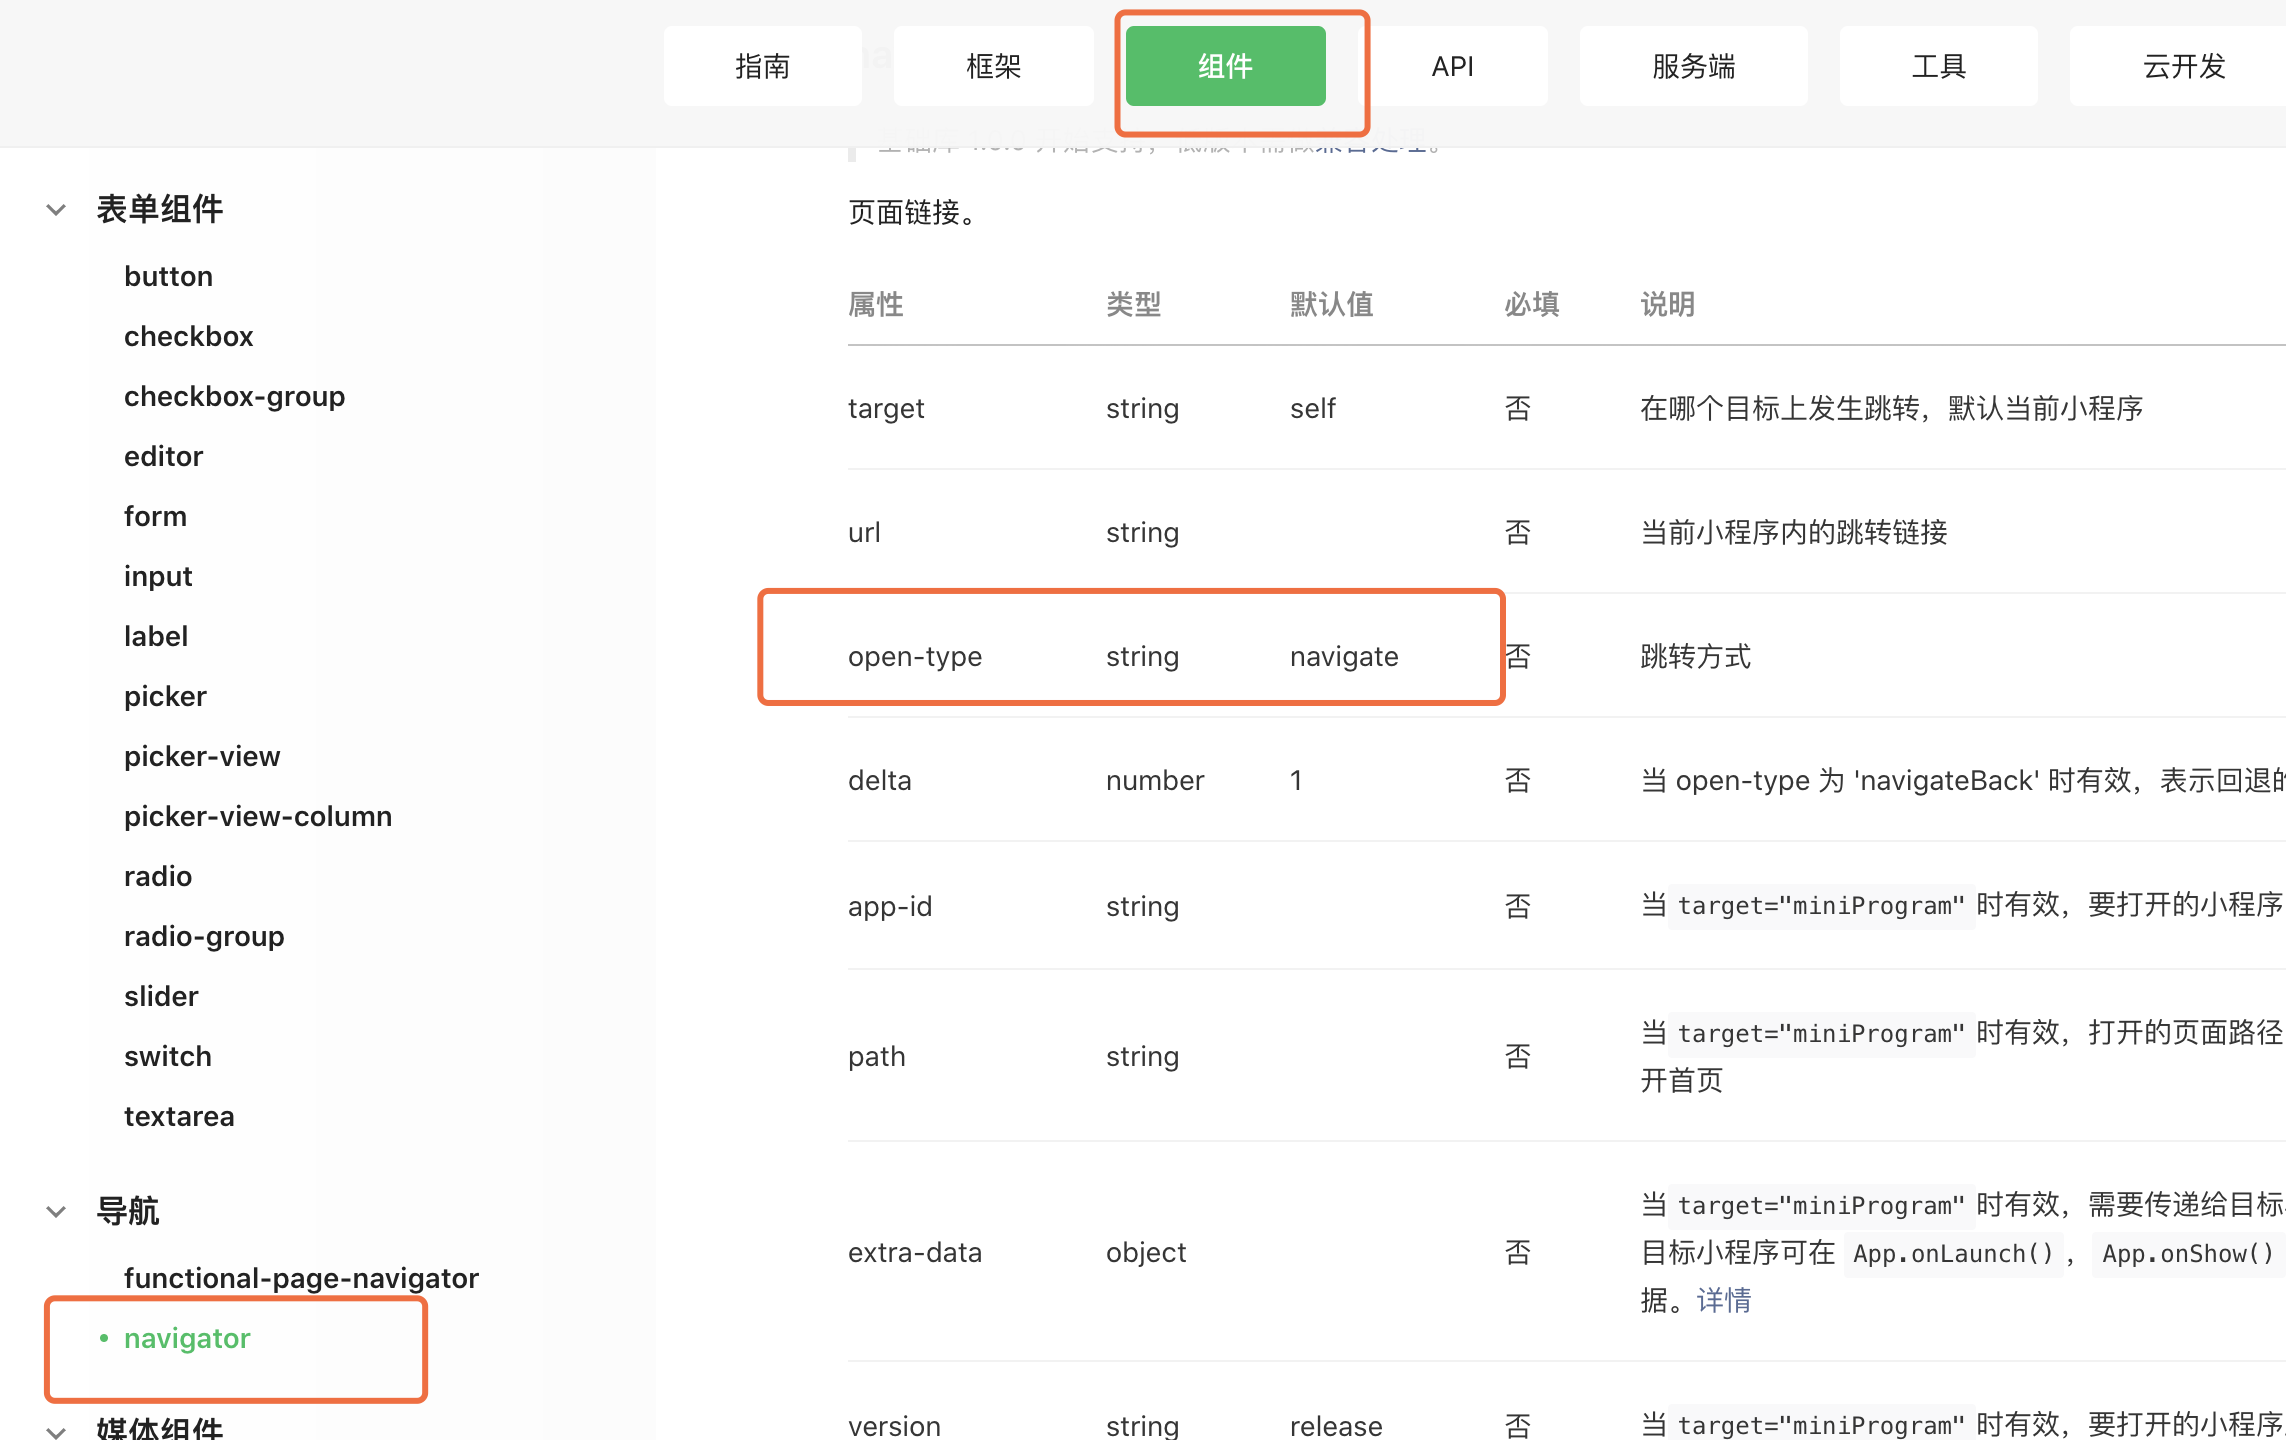 指南 框架 组件 API 服务端 工具 云开发
表单组件
button
checkbox
checkbox-group
editor
form
input
label
picker
picker-view
picker-view-column
radio
radio-group
slider
switch
textarea
导航
functional-page-navigator
• navigator
媒体组件
页面链接。
属性 类型 默认值 必填 说明
target string self 否 在哪个目标上发生跳转，默认当前小程序
url string 否 当前小程序内的跳转链接
open-type string navigate 否 跳转方式
delta number 1 否 当 open-type 为 'navigateBack' 时有效，表示回退的
app-id string 否 当 target="miniProgram" 时有效，要打开的小程序
path string 否 当 target="miniProgram" 时有效，打开的页面路径
开首页
extra-data object 否 当 target="miniProgram" 时有效，需要传递给目标
目标小程序可在 App.onLaunch() ， App.onShow()
据。详情
version string release 否 当 target="miniProgram" 时有效，要打开的小程序